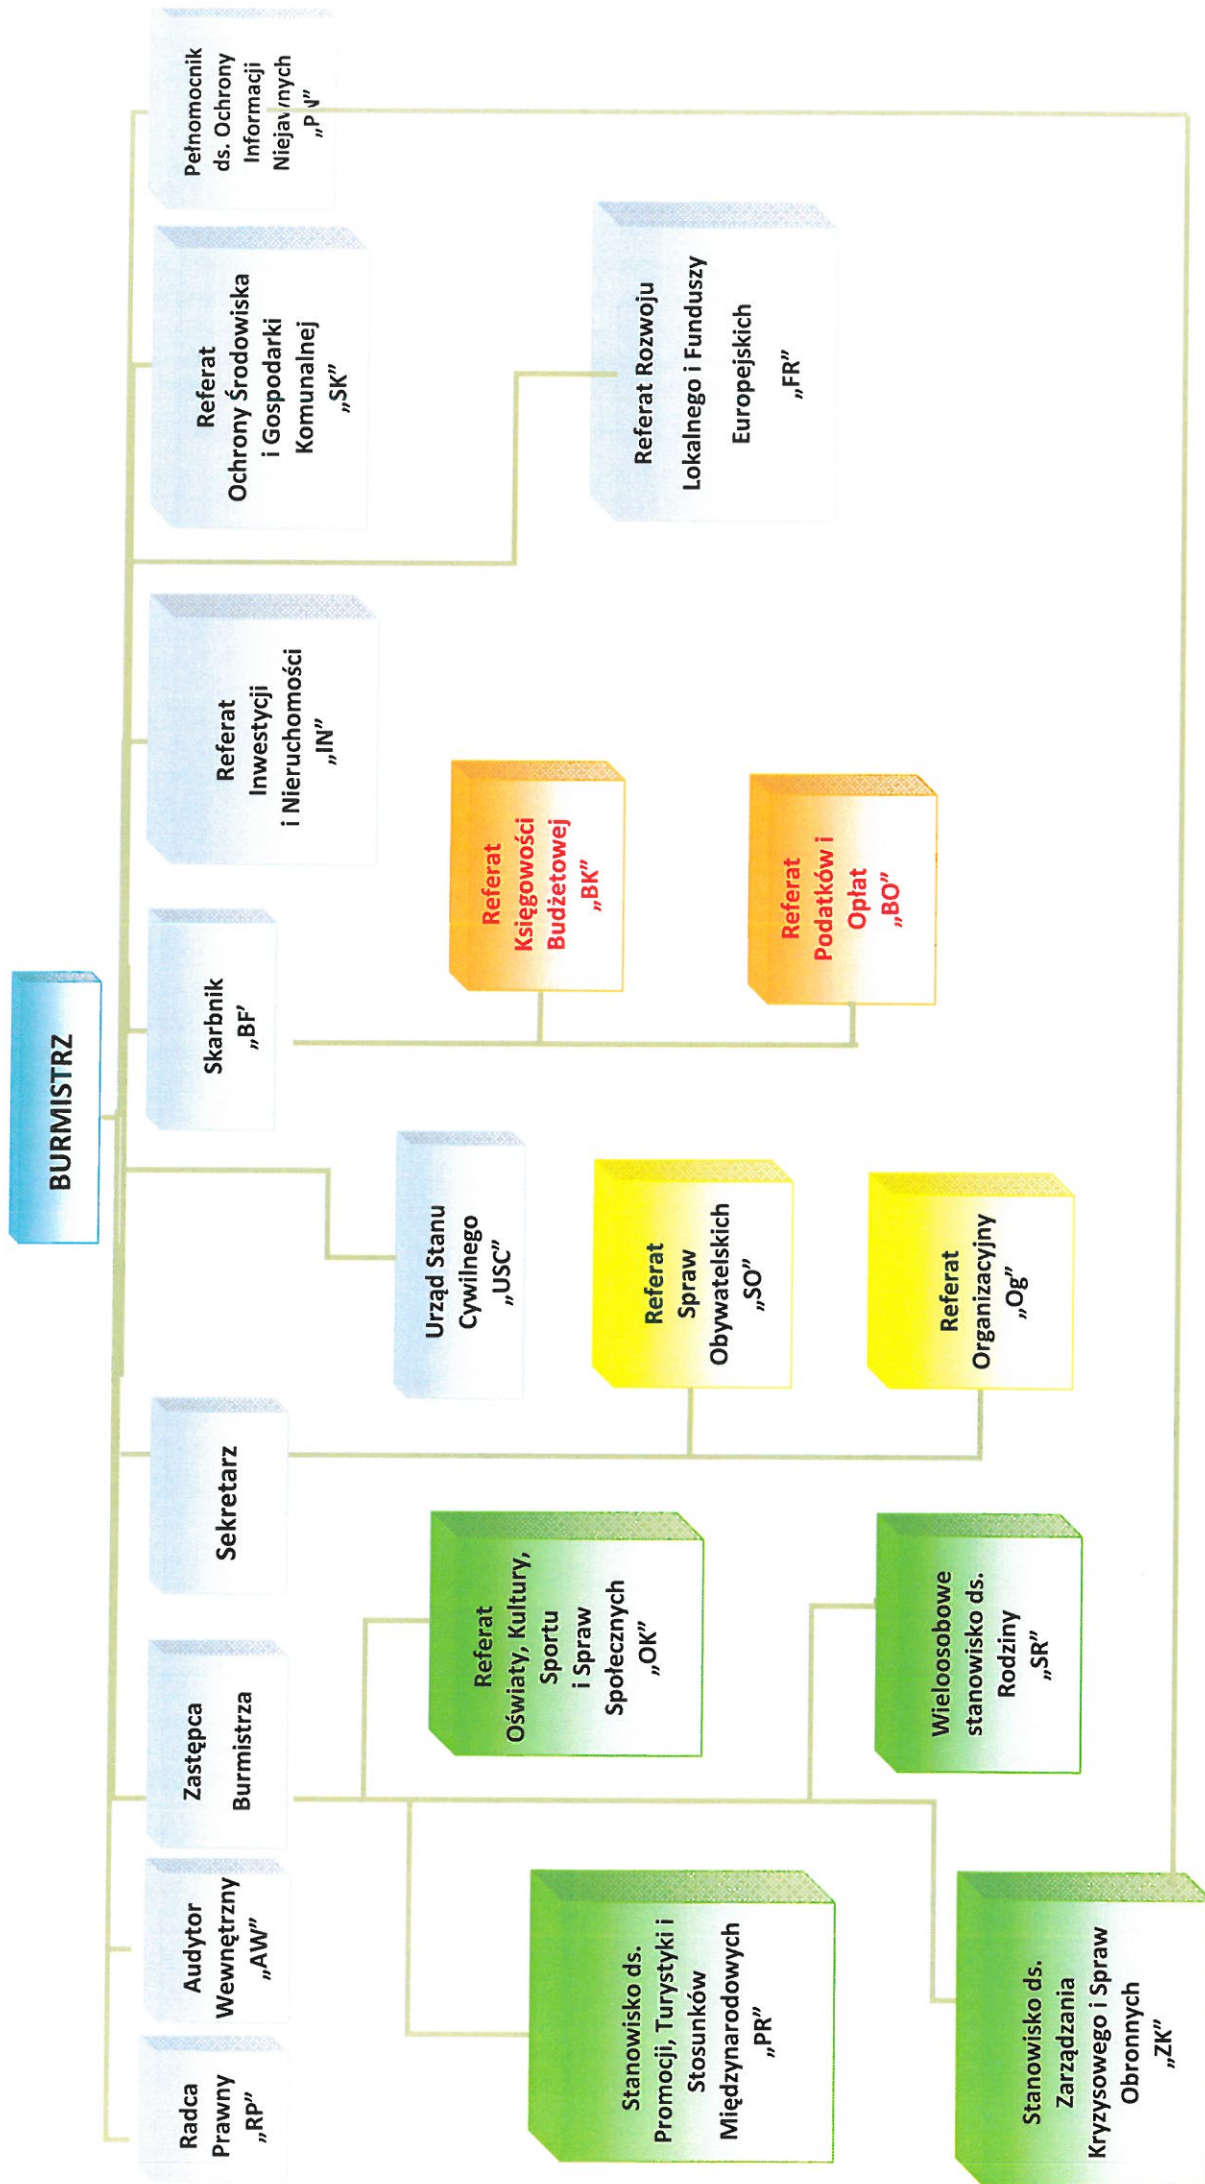 BURMISTRZ
Radca
Prawny
„RP”
Audytor
Wewnętrzny
„AW”
Zastępca
Burmistrza
Sekretarz
Skarbnik
„BF’
Referat
Inwestycji
i Nieruchomości
„IN”
Referat
Ochrony Środowiska
i Gospodarki
Komunalnej
„SK”
Pełnomocnik
ds. Ochrony
Informacji
Niejawnych
„PN”
Urząd Stanu
Cywilnego
„USC”
Referat
Oświaty, Kultury,
Sportu
i Spraw
Społecznych
„OK”
Referat
Księgowości
Budżetowej
„BK”
Stanowisko ds.
Promocji, Turystyki i
Stosunków
Międzynarodowych
„PR”
Referat
Spraw
Obywatelskich
„SO”
Referat Rozwoju
Lokalnego i Funduszy
Europejskich
„FR”
Referat
Podatków i
Opłat
„BO”
Wieloosobowe
stanowisko ds.
Rodziny
„SR”
Referat
Organizacyjny
„Og”
Stanowisko ds.
Zarządzania
Kryzysowego i Spraw
Obronnych
„ZK”